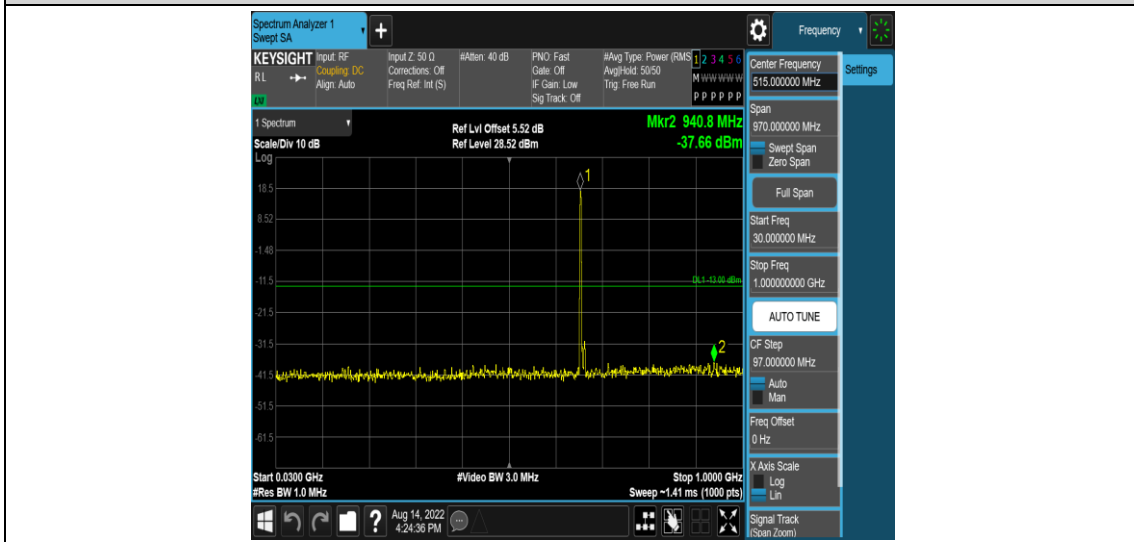 Spectrum Analyzer 1
Swept SA
Frequency
KEYSIGHT
RL
LXI
Input: RF
Coupling: DC
Align: Auto
Input Z: 50 Ω
Corrections: Off
Freq Ref: Int (S)
#Atten: 40 dB
PNO: Fast
Gate: Off
IF Gain: Low
Sig Track: Off
#Avg Type: Power (RMS
Avg|Hold: 50/50
Trig: Free Run
1 2 3 4 5 6
M W W W W W
P P P P P P
1 Spectrum
Scale/Div 10 dB
Log
Ref Lvl Offset 5.52 dB
Ref Level 28.52 dBm
Mkr2 940.8 MHz
-37.66 dBm
18.5
8.52
-1.48
-11.5
-21.5
-31.5
-41.5
-51.5
-61.5
1
DL1 -13.00 dBm
2
Start 0.0300 GHz
#Res BW 1.0 MHz
#Video BW 3.0 MHz
Stop 1.0000 GHz
Sweep ~1.41 ms (1000 pts)
?
Aug 14, 2022
4:24:36 PM
Center Frequency
515.000000 MHz
Settings
Span
970.000000 MHz
Swept Span
Zero Span
Full Span
Start Freq
30.000000 MHz
Stop Freq
1.000000000 GHz
AUTO TUNE
CF Step
97.000000 MHz
Auto
Man
Freq Offset
0 Hz
X Axis Scale
Log
Lin
Signal Track
(Span Zoom)